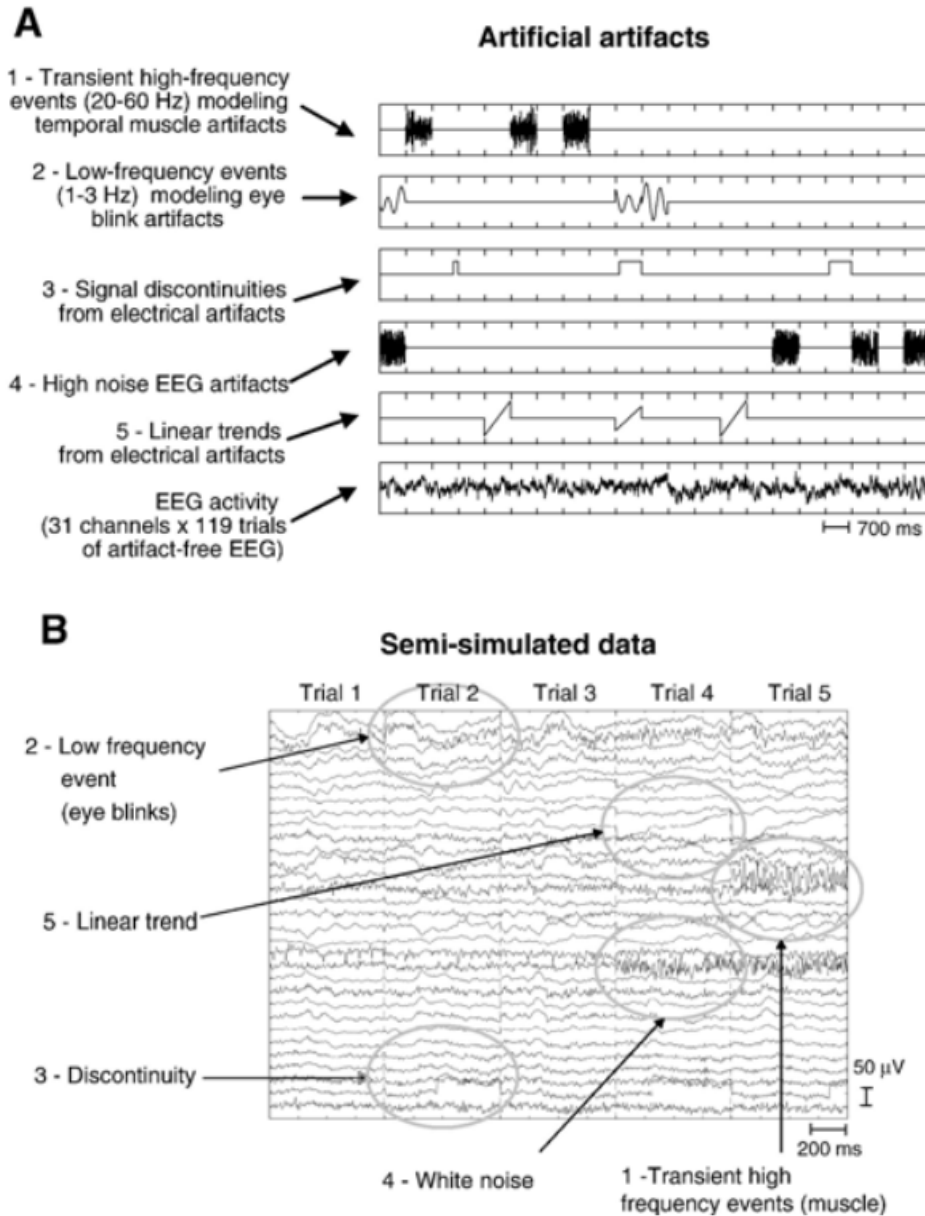 A
Artificial artifacts
1 - Transient high-frequency
events (20-60 Hz) modeling
temporal muscle artifacts
2 - Low-frequency events
(1-3 Hz) modeling eye
blink artifacts
3 - Signal discontinuities
from electrical artifacts
4 - High noise EEG artifacts
5 - Linear trends
from electrical artifacts
EEG activity
(31 channels x 119 trials
of artifact-free EEG)
700 ms
B
Semi-simulated data
Trial 1 Trial 2 Trial 3 Trial 4 Trial 5
2 - Low frequency
event
(eye blinks)
5 - Linear trend
3 - Discontinuity
50 μV
200 ms
4 - White noise
1 -Transient high
frequency events (muscle)